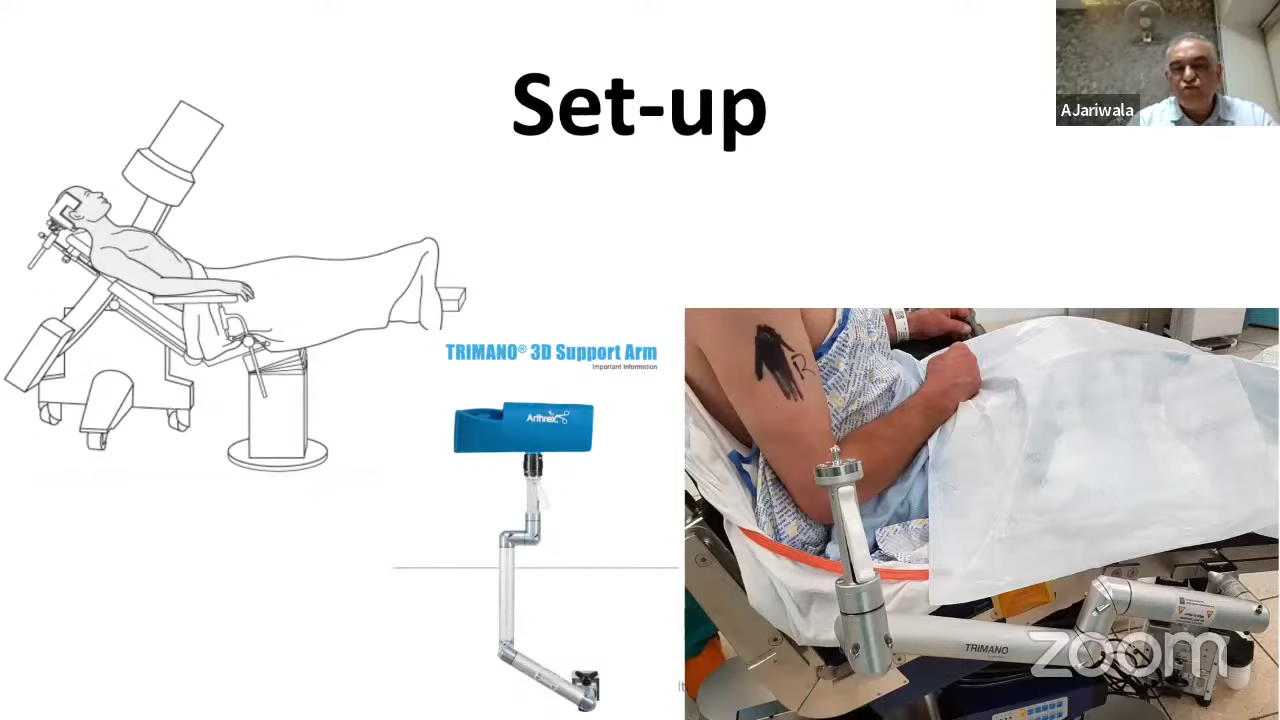 Set-up
AJariwala
TRIMANO® 3D Support Arm
Important Information
Arthrex
R
TRIMANO
zoom